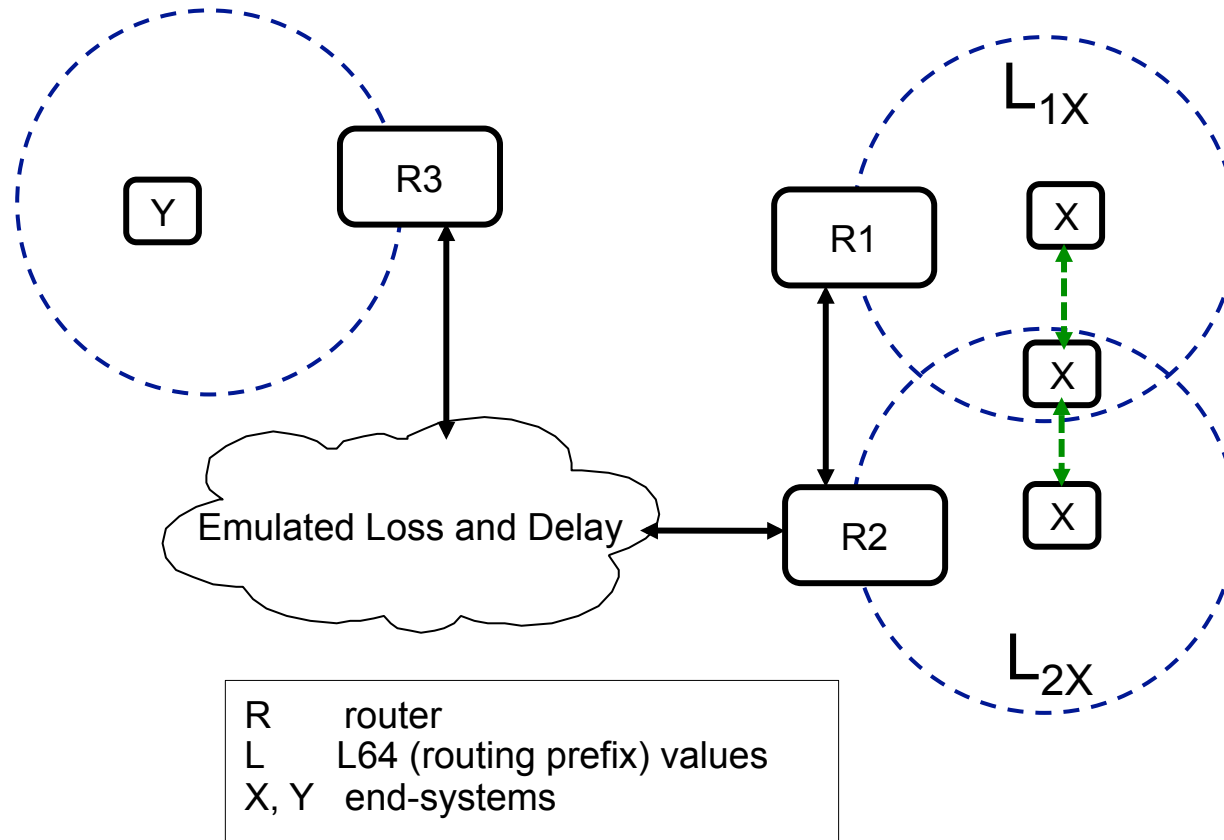 L1X
R3
Y
X
R1
X
Emulated Loss and Delay
R2
X
L2X
R router
L L64 (routing prefix) values
X, Y end-systems